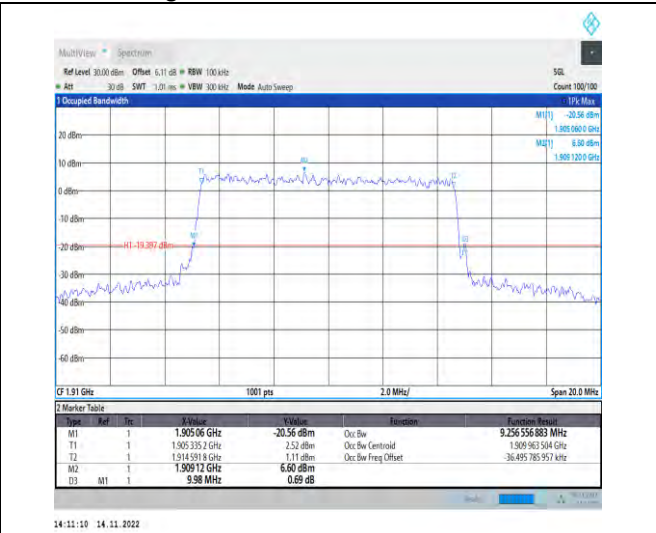 MultiView Spectrum
Ref Level 30.00 dBm Offset 6.11 dB RBW 100 kHz SGL
Att 30 dB SWT 1.01 ms VBW 300 kHz Mode Auto Sweep Count 100/100
1 Occupied Bandwidth 1Pk Max
M1[1] -20.56 dBm
1.905 060 0 GHz
20 dBm M2[1] 6.60 dBm
1.909 120 0 GHz
10 dBm
M2
T1 T2
0 dBm
-10 dBm
M1 D3
-20 dBm H1 -19.397 dBm
-30 dBm
-40 dBm
-50 dBm
-60 dBm
CF 1.91 GHz 1001 pts 2.0 MHz/ Span 20.0 MHz
2 Marker Table
Type Ref Trc X-Value Y-Value Function Function Result
M1 1 1.905 06 GHz -20.56 dBm Occ Bw 9.256 556 883 MHz
T1 1 1.905 335 2 GHz 2.52 dBm Occ Bw Centroid 1.909 963 504 GHz
T2 1 1.914 591 8 GHz 1.11 dBm Occ Bw Freq Offset -36.495 785 957 kHz
M2 1 1.909 12 GHz 6.60 dBm
D3 M1 1 9.98 MHz 0.69 dB
14:11:10 14.11.2022